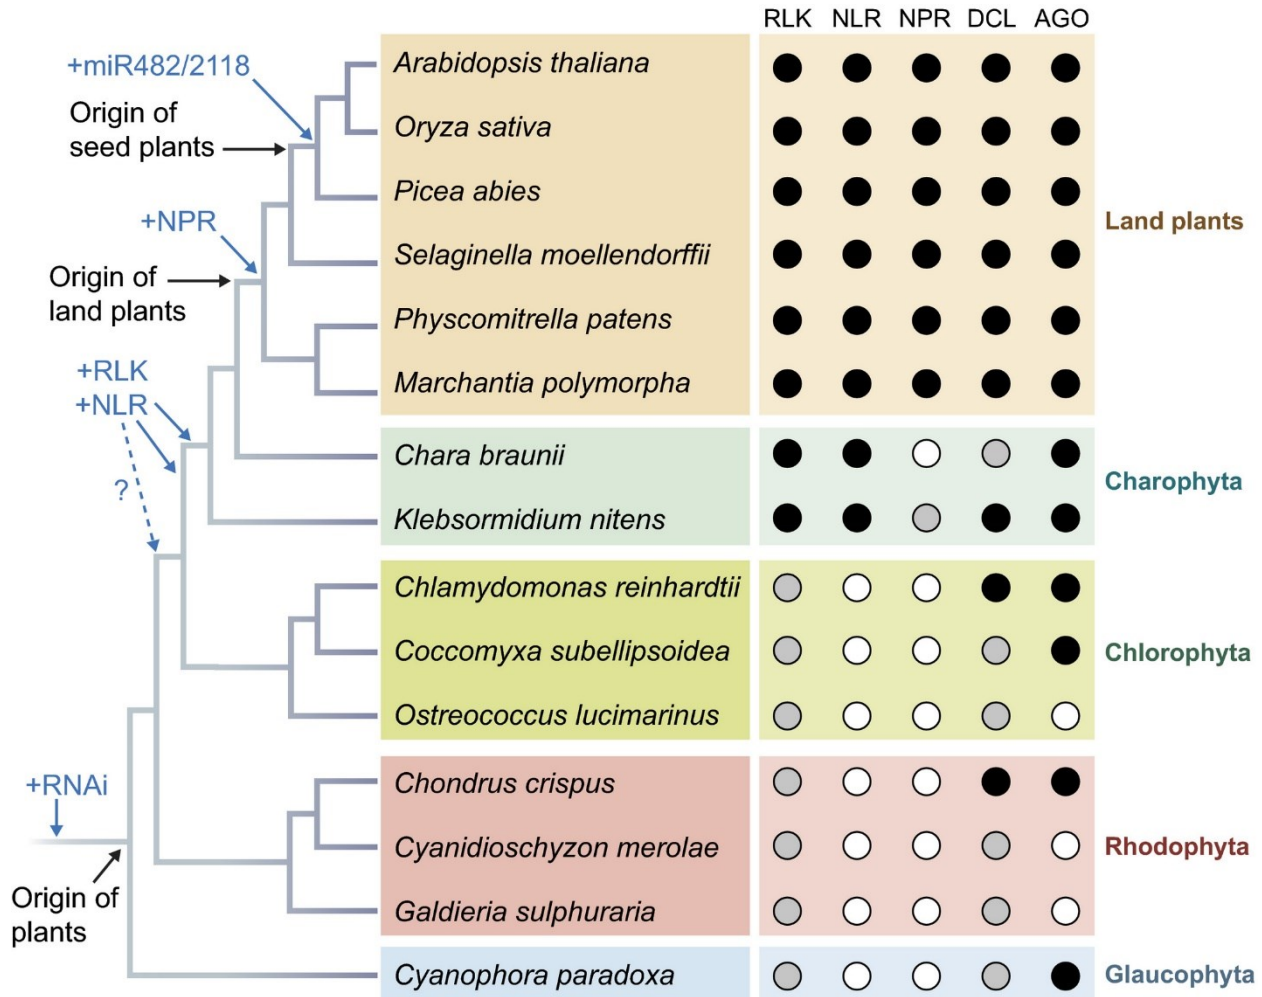 RLK NLR NPR DCL AGO
+miR482/2118
Origin of
seed plants
+NPR
Origin of
land plants
+RLK
+NLR
?
+RNAi
Origin of
plants
Arabidopsis thaliana
Oryza sativa
Picea abies
Selaginella moellendorffii
Physcomitrella patens
Marchantia polymorpha
Land plants
Chara braunii
Klebsormidium nitens
Charophyta
Chlamydomonas reinhardtii
Coccomyxa subellipsoidea
Ostreococcus lucimarinus
Chlorophyta
Chondrus crispus
Cyanidioschyzon merolae
Galdieria sulphuraria
Rhodophyta
Cyanophora paradoxa
Glaucophyta